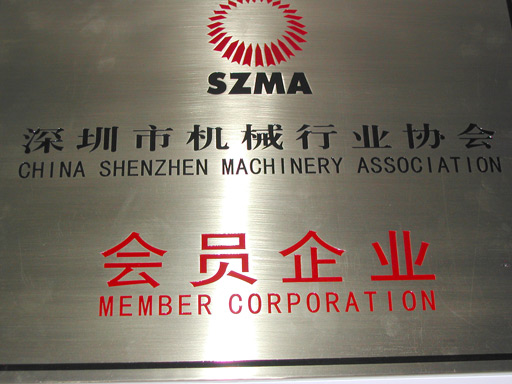 SZMA
深圳市机械行业协会
CHINA SHENZHEN MACHINERY ASSOCIATION
会员企业
MEMBER CORPORATION